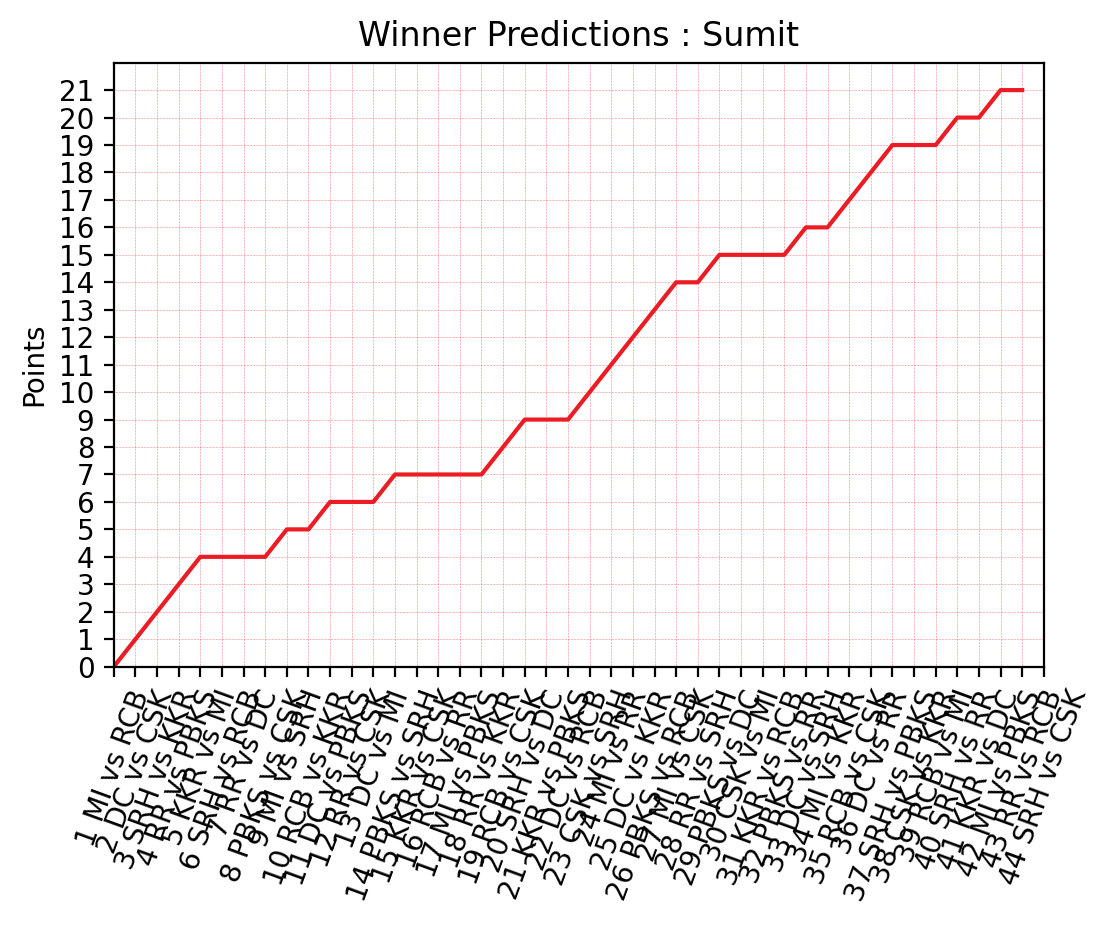 Winner Predictions : Sumit
Points
21
20
19
18
17
16
15
14
13
12
11
10
9
8
7
6
5
4
3
2
1
0
1 MI vs RCB
2 DC vs CSK
3 SRH vs KKR
4 RR vs PBKS
5 KKR vs MI
6 SRH vs RCB
7 RR vs DC
8 PBKS vs CSK
9 MI vs SRH
10 RCB vs KKR
11 DC vs PBKS
12 RR vs CSK
13 DC vs MI
14 PBKS vs SRH
15 KKR vs CSK
16 RCB vs RR
17 MI vs PBKS
18 RR vs KKR
19 RCB vs CSK
20 SRH vs DC
21 KKR vs PBKS
22 DC vs RCB
23 CSK vs SRH
24 MI vs RR
25 DC vs KKR
26 PBKS vs RCB
27 MI vs CSK
28 RR vs SRH
29 PBKS vs DC
30 CSK vs MI
31 KKR vs RCB
32 PBKS vs RR
33 DC vs SRH
34 MI vs KKR
35 RCB vs CSK
36 DC vs RR
37 SRH vs PBKS
38 CSK vs KKR
39 RCB vs MI
40 SRH vs RR
41 KKR vs DC
42 MI vs PBKS
43 RR vs RCB
44 SRH vs CSK